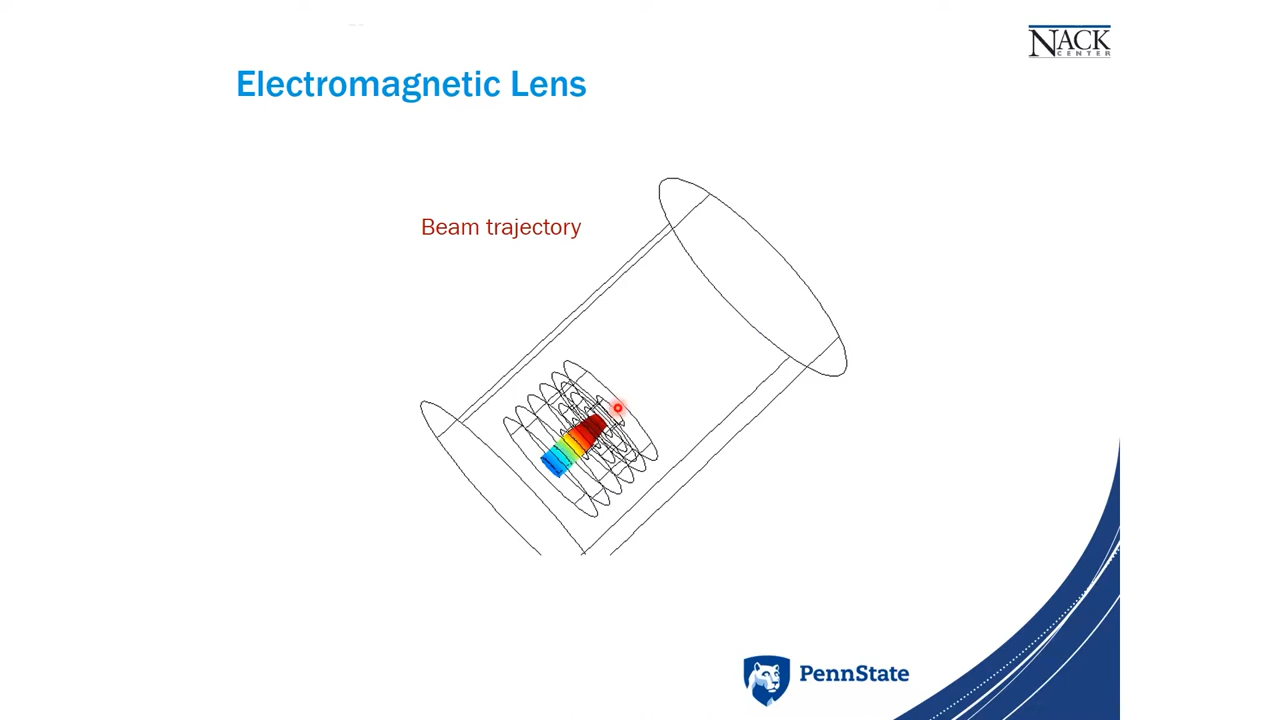 NACK
CENTER
Electromagnetic Lens
Beam trajectory
PennState